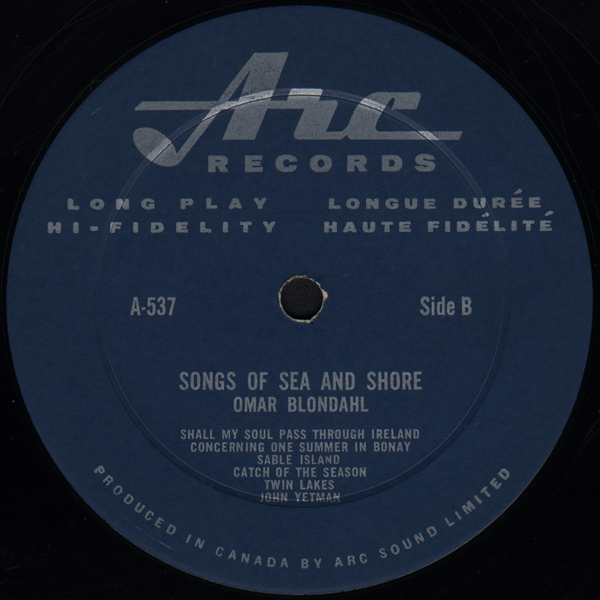 Arc
RECORDS
LONG PLAY LONGUE DURÉE
HI-FIDELITY HAUTE FIDÉLITÉ
A-537 Side B
SONGS OF SEA AND SHORE
OMAR BLONDAHL
SHALL MY SOUL PASS THROUGH IRELAND
CONCERNING ONE SUMMER IN BONAY
SABLE ISLAND
CATCH OF THE SEASON
TWIN LAKES
JOHN YETMAN
PRODUCED IN CANADA BY ARC SOUND LIMITED